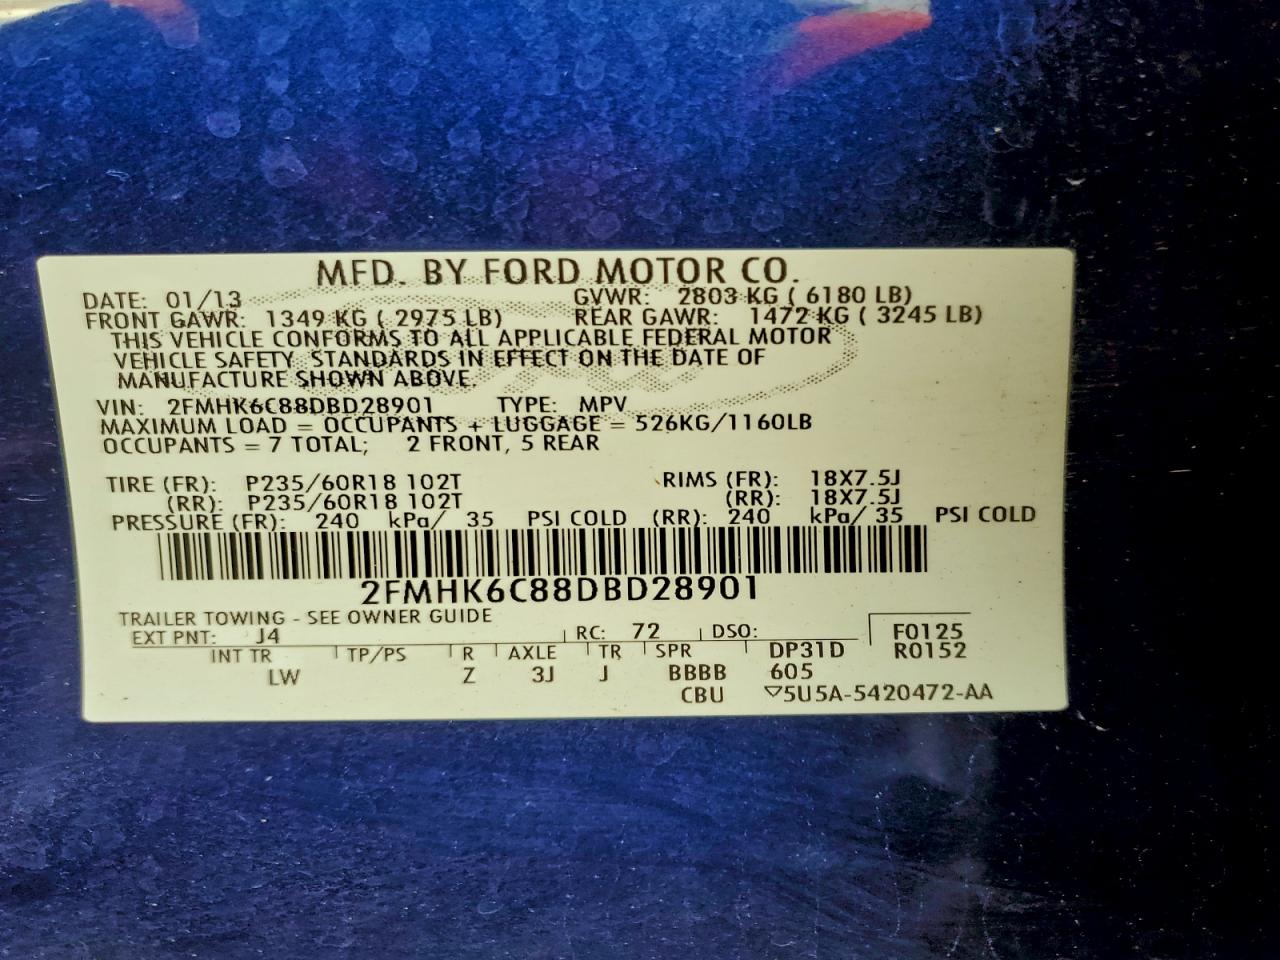 MFD. BY FORD MOTOR CO.
DATE: 01/13 GVWR: 2803 KG ( 6180 LB)
FRONT GAWR: 1349 KG ( 2975 LB) REAR GAWR: 1472 KG ( 3245 LB)
THIS VEHICLE CONFORMS TO ALL APPLICABLE FEDERAL MOTOR
VEHICLE SAFETY STANDARDS IN EFFECT ON THE DATE OF
MANUFACTURE SHOWN ABOVE.
VIN: 2FMHK6C88DBD28901 TYPE: MPV
MAXIMUM LOAD = OCCUPANTS + LUGGAGE = 526KG/1160LB
OCCUPANTS = 7 TOTAL; 2 FRONT, 5 REAR
TIRE (FR): P235/60R18 102T RIMS (FR): 18X7.5J
(RR): P235/60R18 102T (RR): 18X7.5J
PRESSURE (FR): 240 kPa/ 35 PSI COLD (RR): 240 kPa/ 35 PSI COLD
2FMHK6C88DBD28901
TRAILER TOWING - SEE OWNER GUIDE
EXT PNT: J4 RC: 72 DSO: F0125
INT TR TP/PS R AXLE TR SPR DP31D R0152
LW Z 3J J BBBB 605
CBU ▽5U5A-5420472-AA